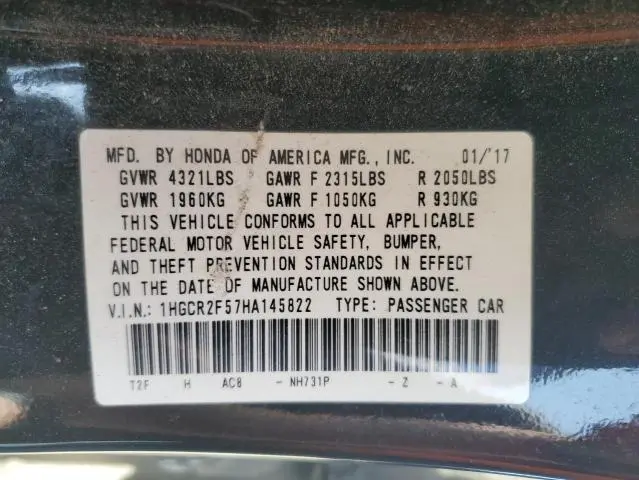 MFD. BY HONDA OF AMERICA MFG., INC. 01/'17
GVWR 4321LBS GAWR F 2315LBS R 2050LBS
GVWR 1960KG GAWR F 1050KG R 930KG
THIS VEHICLE CONFORMS TO ALL APPLICABLE
FEDERAL MOTOR VEHICLE SAFETY, BUMPER,
AND THEFT PREVENTION STANDARDS IN EFFECT
ON THE DATE OF MANUFACTURE SHOWN ABOVE.
V.I.N.: 1HGCR2F57HA145822 TYPE: PASSENGER CAR
T2F H AC8 - NH731P - Z - A